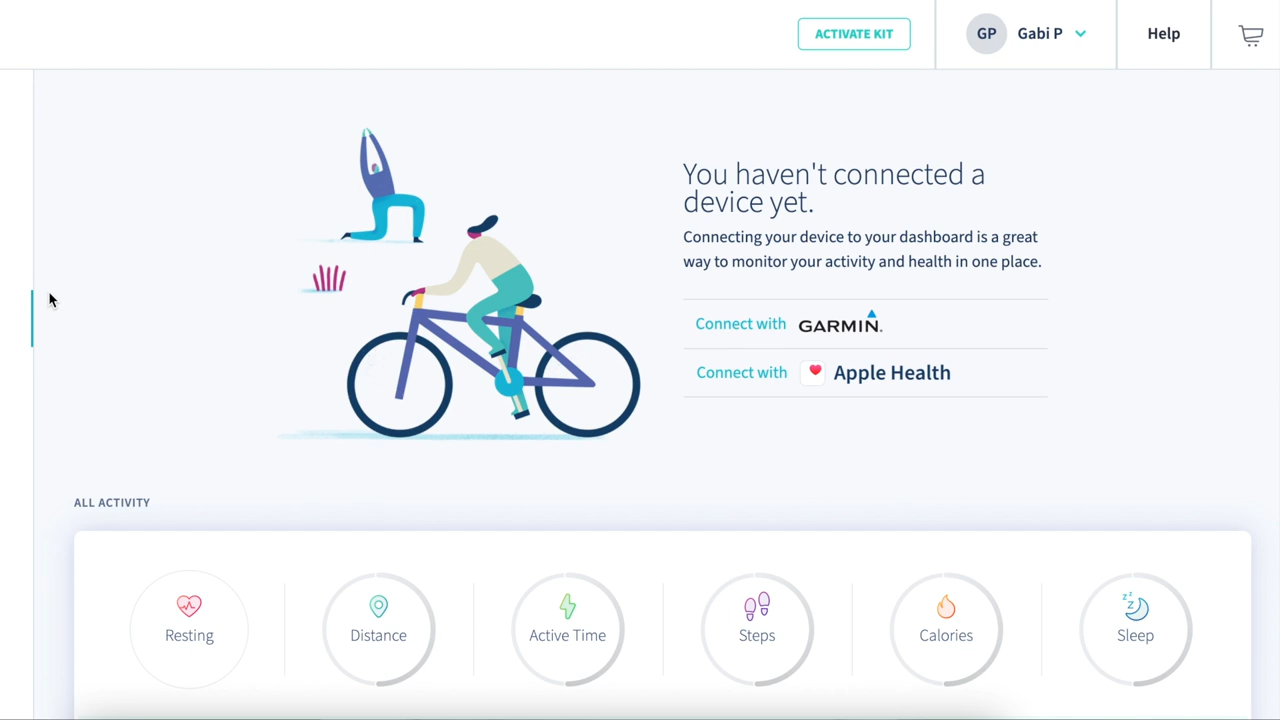 ACTIVATE KIT
GP
Gabi P
Help
You haven't connected a
device yet.
Connecting your device to your dashboard is a great
way to monitor your activity and health in one place.
Connect with GARMIN.
Connect with Apple Health
ALL ACTIVITY
Resting
Distance
Active Time
Steps
Calories
zz
Z
Sleep